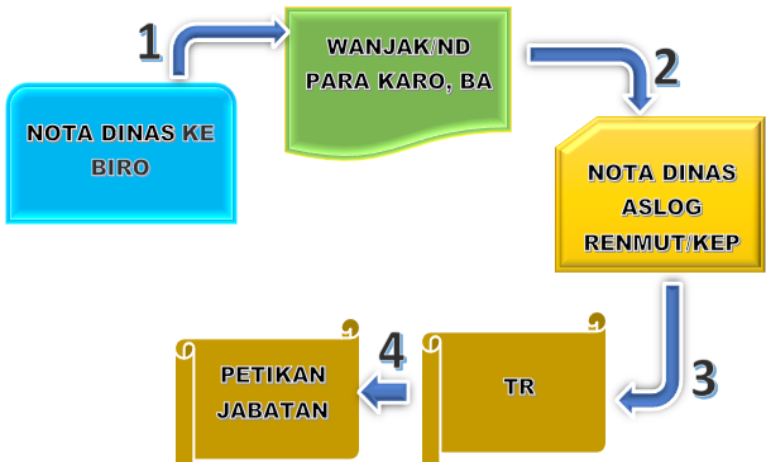 1
NOTA DINAS KE
BIRO
WANJAK/ND
PARA KARO, BA
2
NOTA DINAS
ASLOG
RENMUT/KEP
3
TR
4
PETIKAN
JABATAN